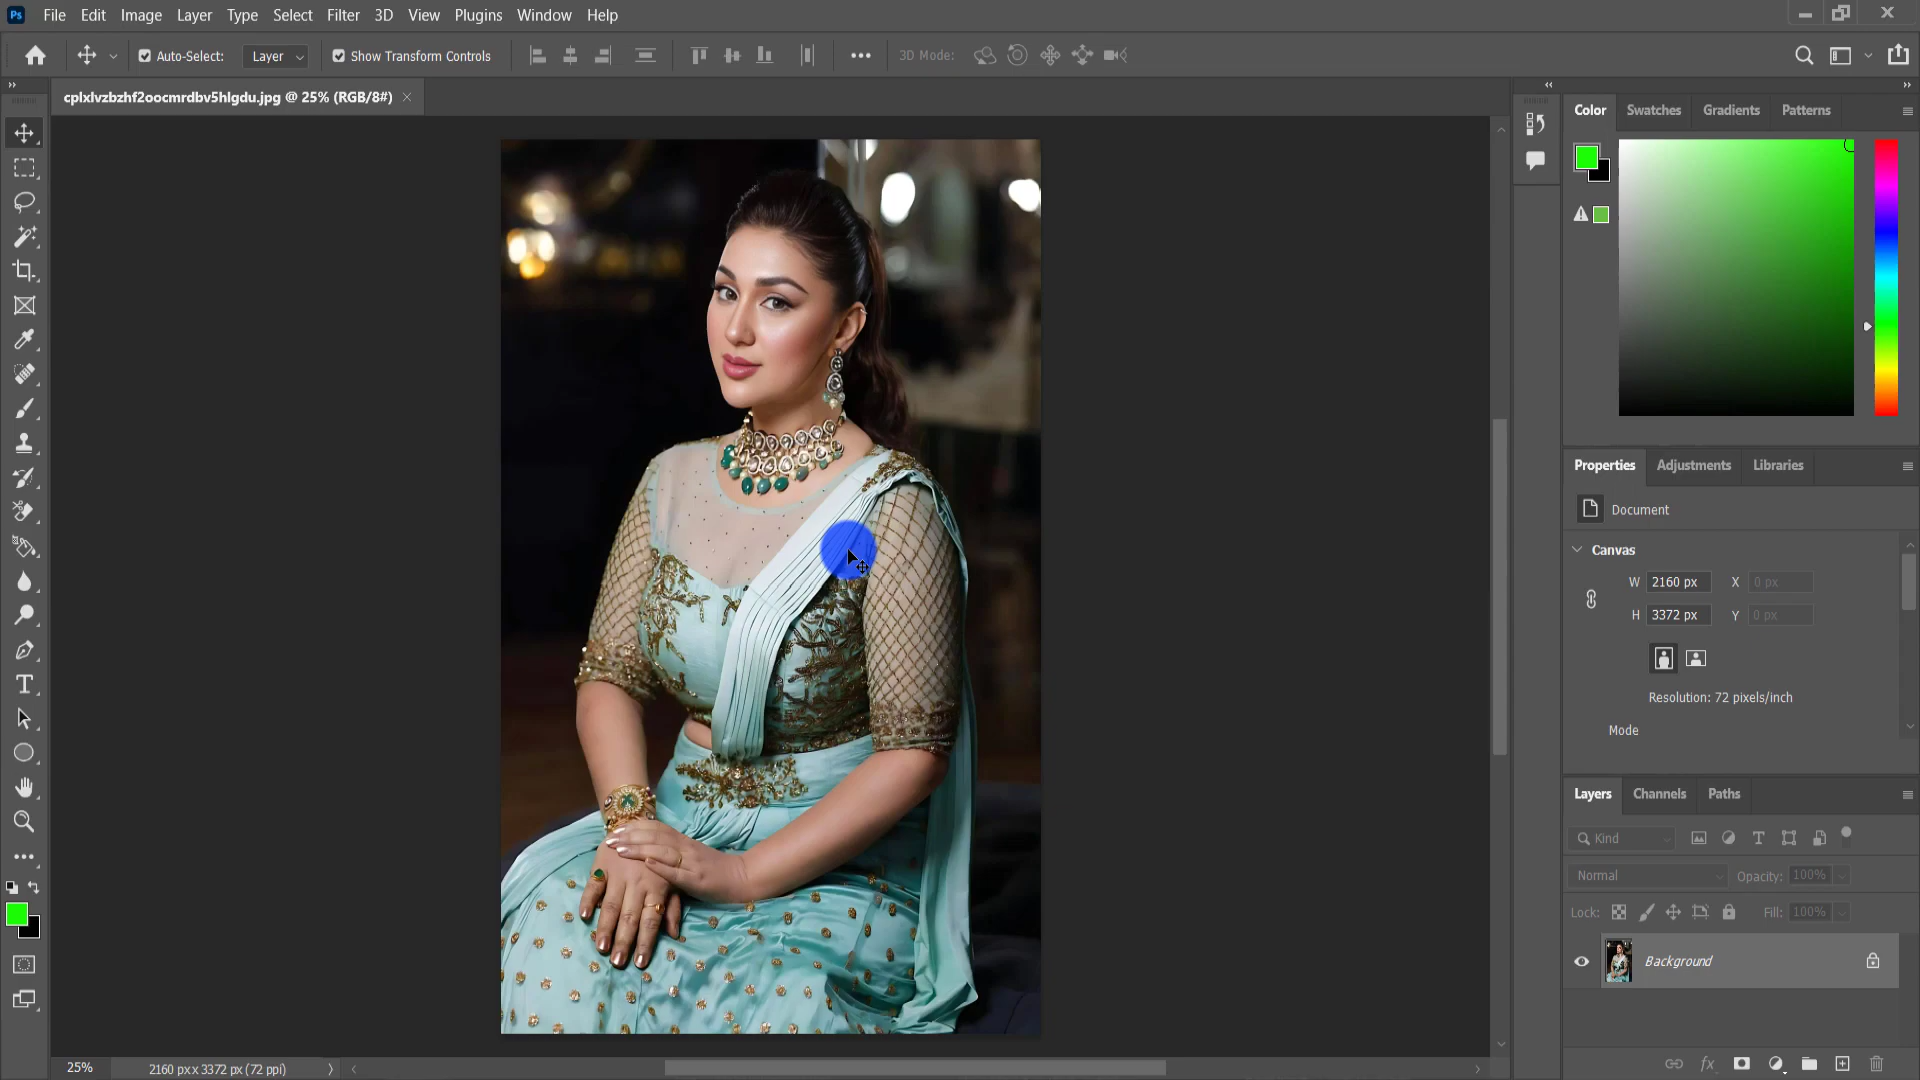 Ps File Edit Image Layer Type Select Filter 3D View Plugins Window Help
Auto-Select: Layer Show Transform Controls 3D Mode:
cplxlvzbzhf2oocmrdbv5hlgdu.jpg @ 25% (RGB/8#)
Color Swatches Gradients Patterns
Properties Adjustments Libraries
Document
Canvas
W 2160 px X 0 px
H 3372 px Y 0 px
Resolution: 72 pixels/inch
Mode
Layers Channels Paths
Kind
Normal Opacity: 100%
Lock: Fill: 100%
Background
25% 2160 px x 3372 px (72 ppi)